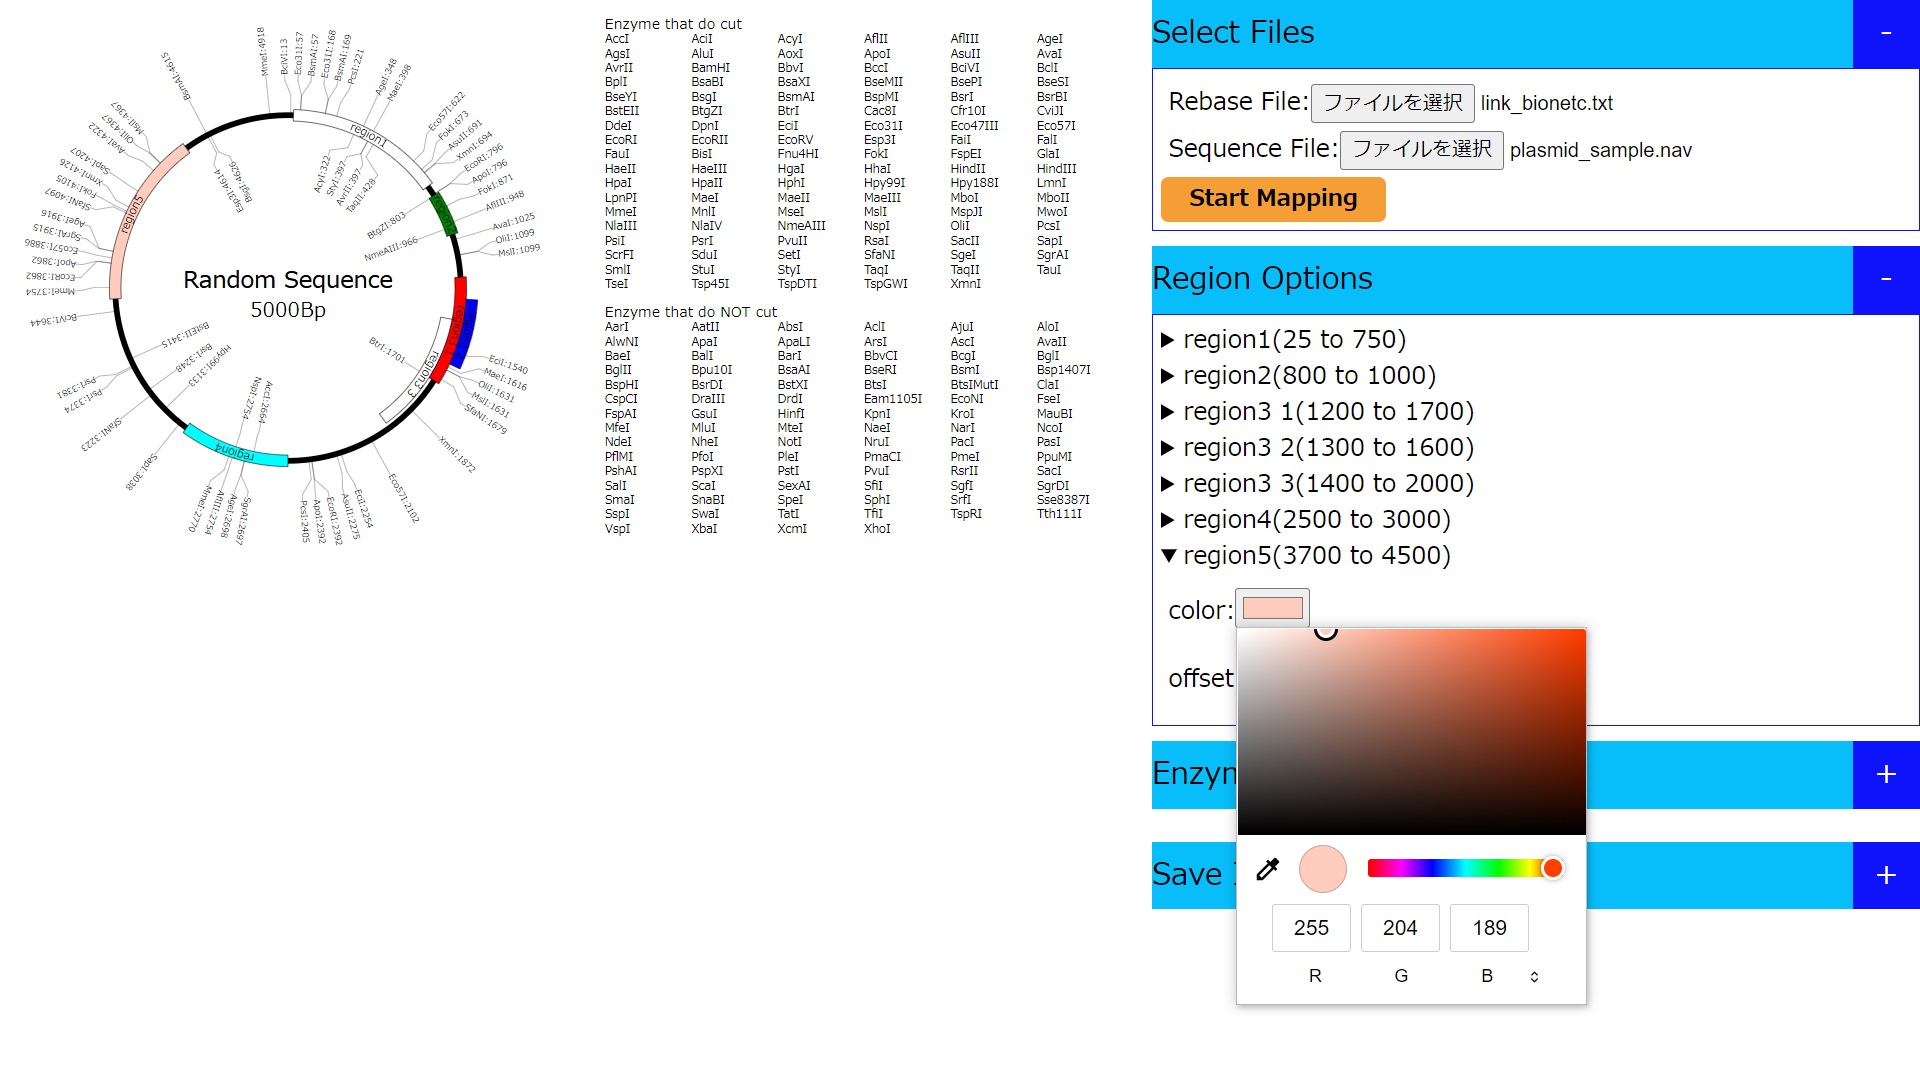 MmeI:4918
BciVI:13
Eco31I:57
BsmAI:57
Eco31I:168
BsmAI:169
PcsI:221
AgeI:348
MaeI:398
Eco57I:622
FokI:673
AsuII:691
XmnI:694
EcoRI:796
ApoI:796
FokI:871
AflIII:948
AvaI:1025
OliI:1099
MslI:1099
EciI:1540
MaeI:1616
OliI:1631
MslI:1631
SfaNI:1679
XmnI:1872
Eco57I:2102
EciI:2254
AsuII:2275
EcoRI:2392
ApoI:2392
PcsI:2405
SgrAI:2697
AgeI:2698
AflIII:2754
MmeI:2770
SapI:3038
SfaNI:3223
PsrI:3374
PsrI:3381
BciVI:3644
MmeI:3754
EcoRI:3862
ApoI:3862
Eco57I:3886
SgrAI:3915
AgeI:3916
SfaNI:4097
FokI:4105
XmnI:4126
SapI:4207
AvaI:4322
OliI:4367
MslI:4367
BsmAI:4615
AcyI:322
StyI:397
AvrII:397
TaqII:428
BtgZI:803
NmeAIII:966
BtrI:1701
AccI:2664
NspI:2754
Hpy99I:3133
BsrI:3248
BstEII:3415
Esp3I:4614
BsgI:4626
region1
region3 3
region4
region5
Random Sequence
5000Bp
Enzyme that do cut
AccI AciI AcyI AflII AflIII AgeI
AgsI AluI AoxI ApoI AsuII AvaI
AvrII BamHI BbvI BccI BciVI BclI
BplI BsaBI BsaXI BseMII BsePI BseSI
BseYI BsgI BsmAI BspMI BsrI BsrBI
BstEII BtgZI BtrI Cac8I Cfr10I CviJI
DdeI DpnI EciI Eco31I Eco47III Eco57I
EcoRI EcoRII EcoRV Esp3I FaiI FalI
FauI BisI Fnu4HI FokI FspEI GlaI
HaeII HaeIII HgaI HhaI HindII HindIII
HpaI HpaII HphI Hpy99I Hpy188I LmnI
LpnPI MaeI MaeII MaeIII MboI MboII
MmeI MnlI MseI MslI MspJI MwoI
NlaIII NlaIV NmeAIII NspI OliI PcsI
PsiI PsrI PvuII RsaI SacII SapI
ScrFI SduI SetI SfaNI SgeI SgrAI
SmlI StuI StyI TaqI TaqII TauI
TseI Tsp45I TspDTI TspGWI XmnI
Enzyme that do NOT cut
AarI AatII AbsI AclI AjuI AloI
AlwNI ApaI ApaLI ArsI AscI AvaII
BaeI BalI BarI BbvCI BcgI BglI
BglII Bpu10I BsaAI BseRI BsmI Bsp1407I
BspHI BsrDI BstXI BtsI BtsIMutI ClaI
CspCI DraIII DrdI Eam1105I EcoNI FseI
FspAI GsuI HinfI KpnI KroI MauBI
MfeI MluI MteI NaeI NarI NcoI
NdeI NheI NotI NruI PacI PasI
PflMI PfoI PleI PmaCI PmeI PpuMI
PshAI PspXI PstI PvuI RsrII SacI
SalI ScaI SexAI SfiI SgfI SgrDI
SmaI SnaBI SpeI SphI SrfI Sse8387I
SspI SwaI TatI TfiI TspRI Tth111I
VspI XbaI XcmI XhoI
Select Files -
Rebase File: ファイルを選択 link_bionetc.txt
Sequence File: ファイルを選択 plasmid_sample.nav
Start Mapping
Region Options -
region1(25 to 750)
region2(800 to 1000)
region3 1(1200 to 1700)
region3 2(1300 to 1600)
region3 3(1400 to 2000)
region4(2500 to 3000)
region5(3700 to 4500)
color:
offset
Enzym +
Save +
255 204 189
R G B